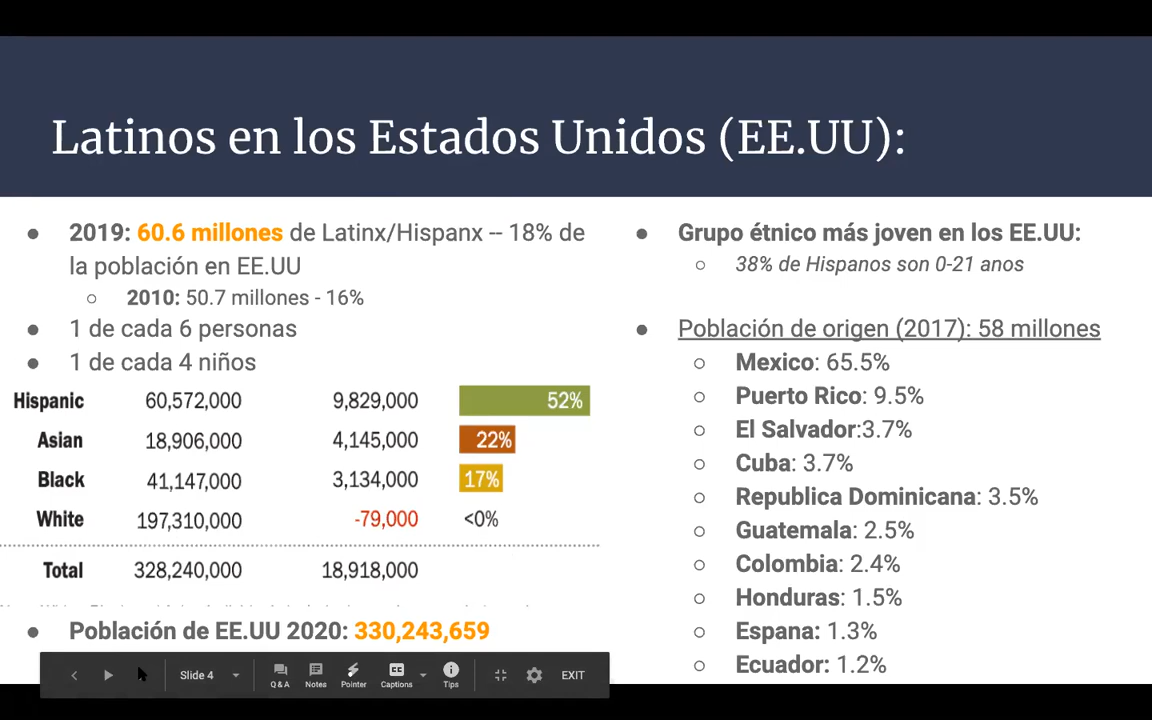 Latinos en los Estados Unidos (EE.UU):
● 2019: 60.6 millones de Latinx/Hispanx -- 18% de
la población en EE.UU
○ 2010: 50.7 millones - 16%
● 1 de cada 6 personas
● 1 de cada 4 niños
Hispanic 60,572,000 9,829,000 52%
Asian 18,906,000 4,145,000 22%
Black 41,147,000 3,134,000 17%
White 197,310,000 -79,000 <0%
Total 328,240,000 18,918,000
● Población de EE.UU 2020: 330,243,659
● Grupo étnico más joven en los EE.UU:
○ 38% de Hispanos son 0-21 anos
● Población de origen (2017): 58 millones
○ Mexico: 65.5%
○ Puerto Rico: 9.5%
○ El Salvador:3.7%
○ Cuba: 3.7%
○ Republica Dominicana: 3.5%
○ Guatemala: 2.5%
○ Colombia: 2.4%
○ Honduras: 1.5%
○ Espana: 1.3%
○ Ecuador: 1.2%
Slide 4 Q & A Notes Pointer Captions Tips EXIT